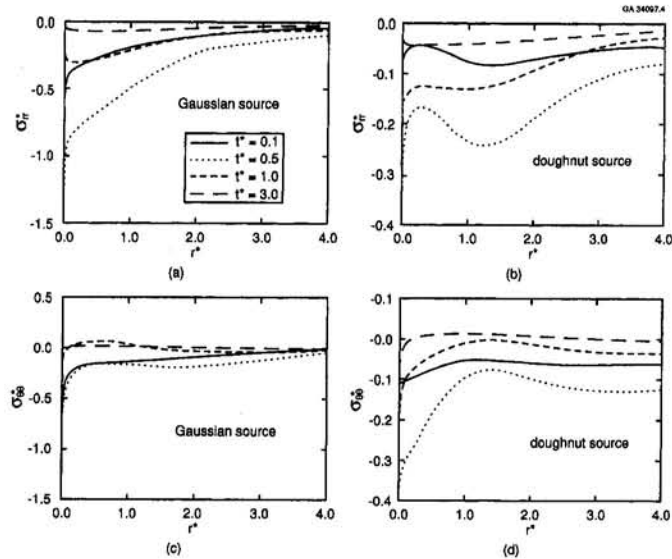 GA 34097.4
0.0
-0.5
-1.0
-1.5
σ*rr
Gaussian source
t* = 0.1
t* = 0.5
t* = 1.0
t* = 3.0
0.0 1.0 2.0 3.0 4.0
r*
(a)
-0.0
-0.1
-0.2
-0.3
-0.4
σ*rr
doughnut source
0.0 1.0 2.0 3.0 4.0
r*
(b)
0.5
0.0
-0.5
-1.0
-1.5
σ*θθ
Gaussian source
0.0 1.0 2.0 3.0 4.0
r*
(c)
-0.1
-0.0
-0.1
-0.2
-0.3
-0.4
σ*θθ
doughnut source
0.0 1.0 2.0 3.0 4.0
r*
(d)